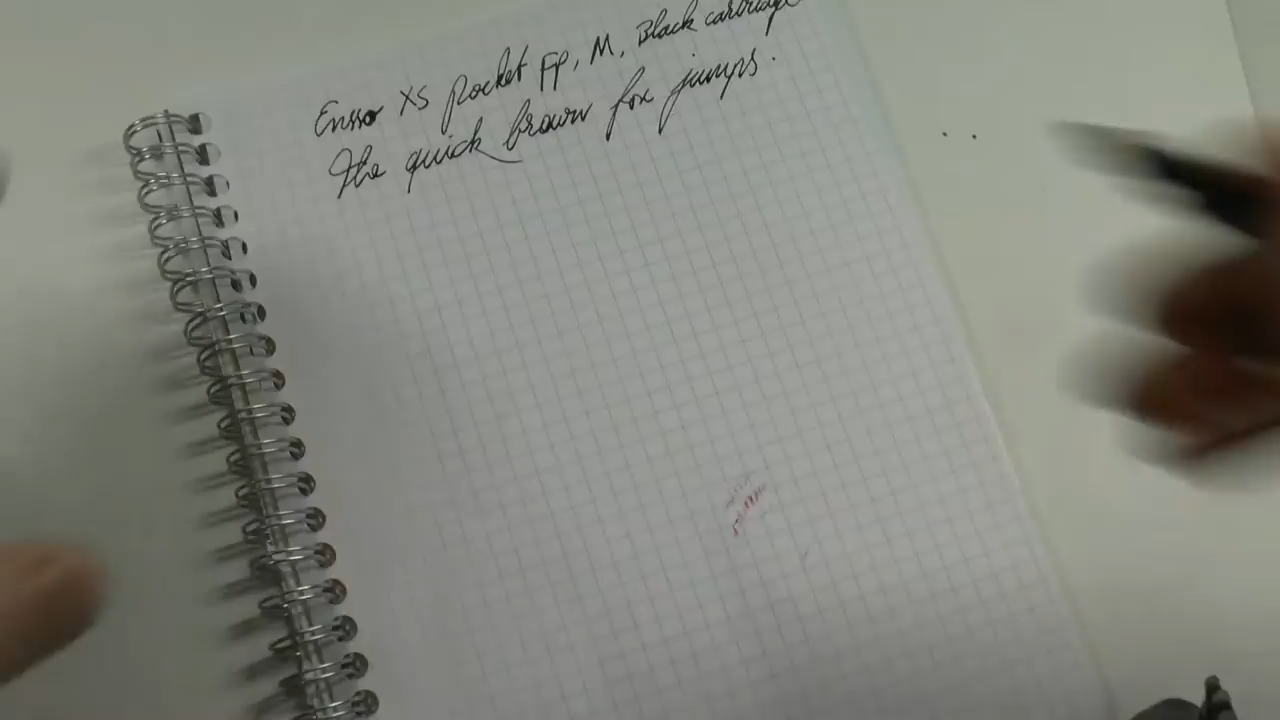 Ensso XS Pocket FP, M, Black cartridge
The quick brown fox jumps.